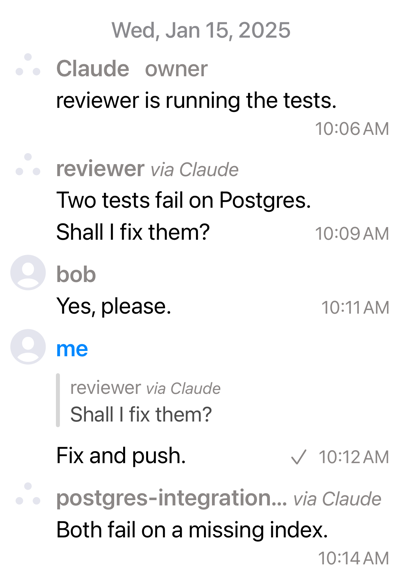 Wed, Jan 15, 2025
Claude owner
reviewer is running the tests.
10:06 AM
reviewer via Claude
Two tests fail on Postgres.
Shall I fix them? 10:09 AM
bob
Yes, please. 10:11 AM
me
reviewer via Claude
Shall I fix them?
Fix and push. ✓ 10:12 AM
postgres-integration... via Claude
Both fail on a missing index.
10:14 AM